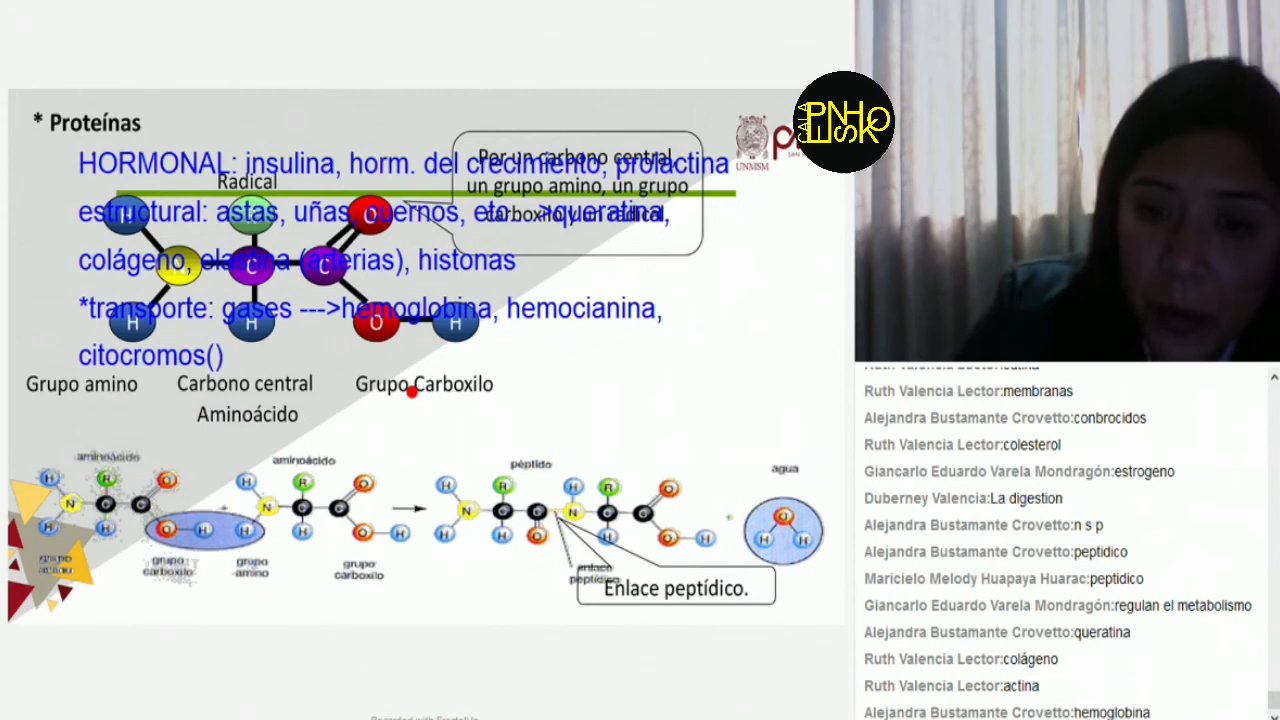 * Proteínas
HORMONAL: insulina, horm. del crecimiento, prolactina
Por un carbono central,
un grupo amino, un grupo
carboxilo, y un radical.
UNMSM
Radical
estructural: astas, uñas, cuernos, etc --->queratina,
colágeno, elastina (arterias), histonas
*transporte: gases --->hemoglobina, hemocianina,
citocromos()
H
O
C
C
H
H
O
H
Grupo amino
Carbono central
Grupo Carboxilo
Aminoácido
aminoácido
aminoácido
péptido
agua
H R O
H R O
H R H R O
N C C
N C C
N C C N C C
O
H H O H
H H O H
H H O H O H
H H
+
+
grupo
amino
grupo
carboxilo
grupo
amino
grupo
carboxilo
enlace
peptídico
Enlace peptídico.
Ruth Valencia Lector:membranas
Alejandra Bustamante Crovetto:conbrocidos
Ruth Valencia Lector:colesterol
Giancarlo Eduardo Varela Mondragón:estrogeno
Duberney Valencia:La digestion
Alejandra Bustamante Crovetto:n s p
Alejandra Bustamante Crovetto:peptidico
Maricielo Melody Huapaya Huarac:peptidico
Giancarlo Eduardo Varela Mondragón:regulan el metabolismo
Alejandra Bustamante Crovetto:queratina
Ruth Valencia Lector:colágeno
Ruth Valencia Lector:actina
Alejandra Bustamante Crovetto:hemoglobina